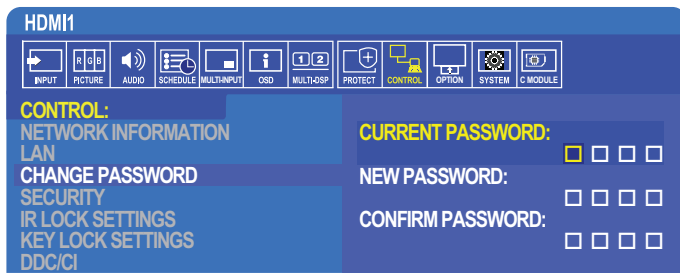 HDMI1
R G B
1 2
INPUT PICTURE AUDIO SCHEDULE MULTI-INPUT OSD MULTI-DSP PROTECT CONTROL OPTION SYSTEM C MODULE
CONTROL:
NETWORK INFORMATION
LAN
CHANGE PASSWORD
SECURITY
IR LOCK SETTINGS
KEY LOCK SETTINGS
DDC/CI
CURRENT PASSWORD:
NEW PASSWORD:
CONFIRM PASSWORD: